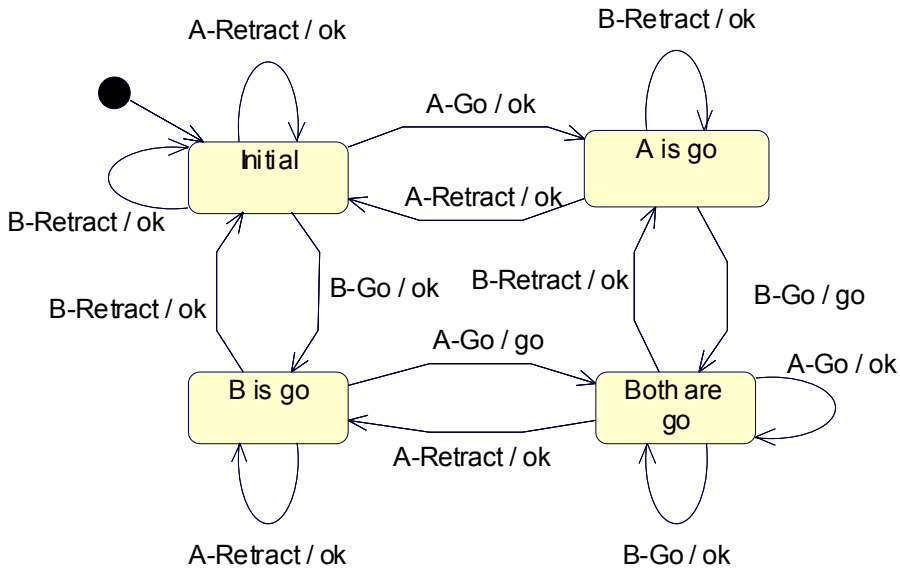 A-Retract / ok
B-Retract / ok
A-Go / ok
Initial
A is go
A-Retract / ok
B-Retract / ok
B-Retract / ok
B-Go / ok
B-Retract / ok
B-Go / go
A-Go / go
A-Go / ok
B is go
Both are
go
A-Retract / ok
A-Retract / ok
B-Go / ok